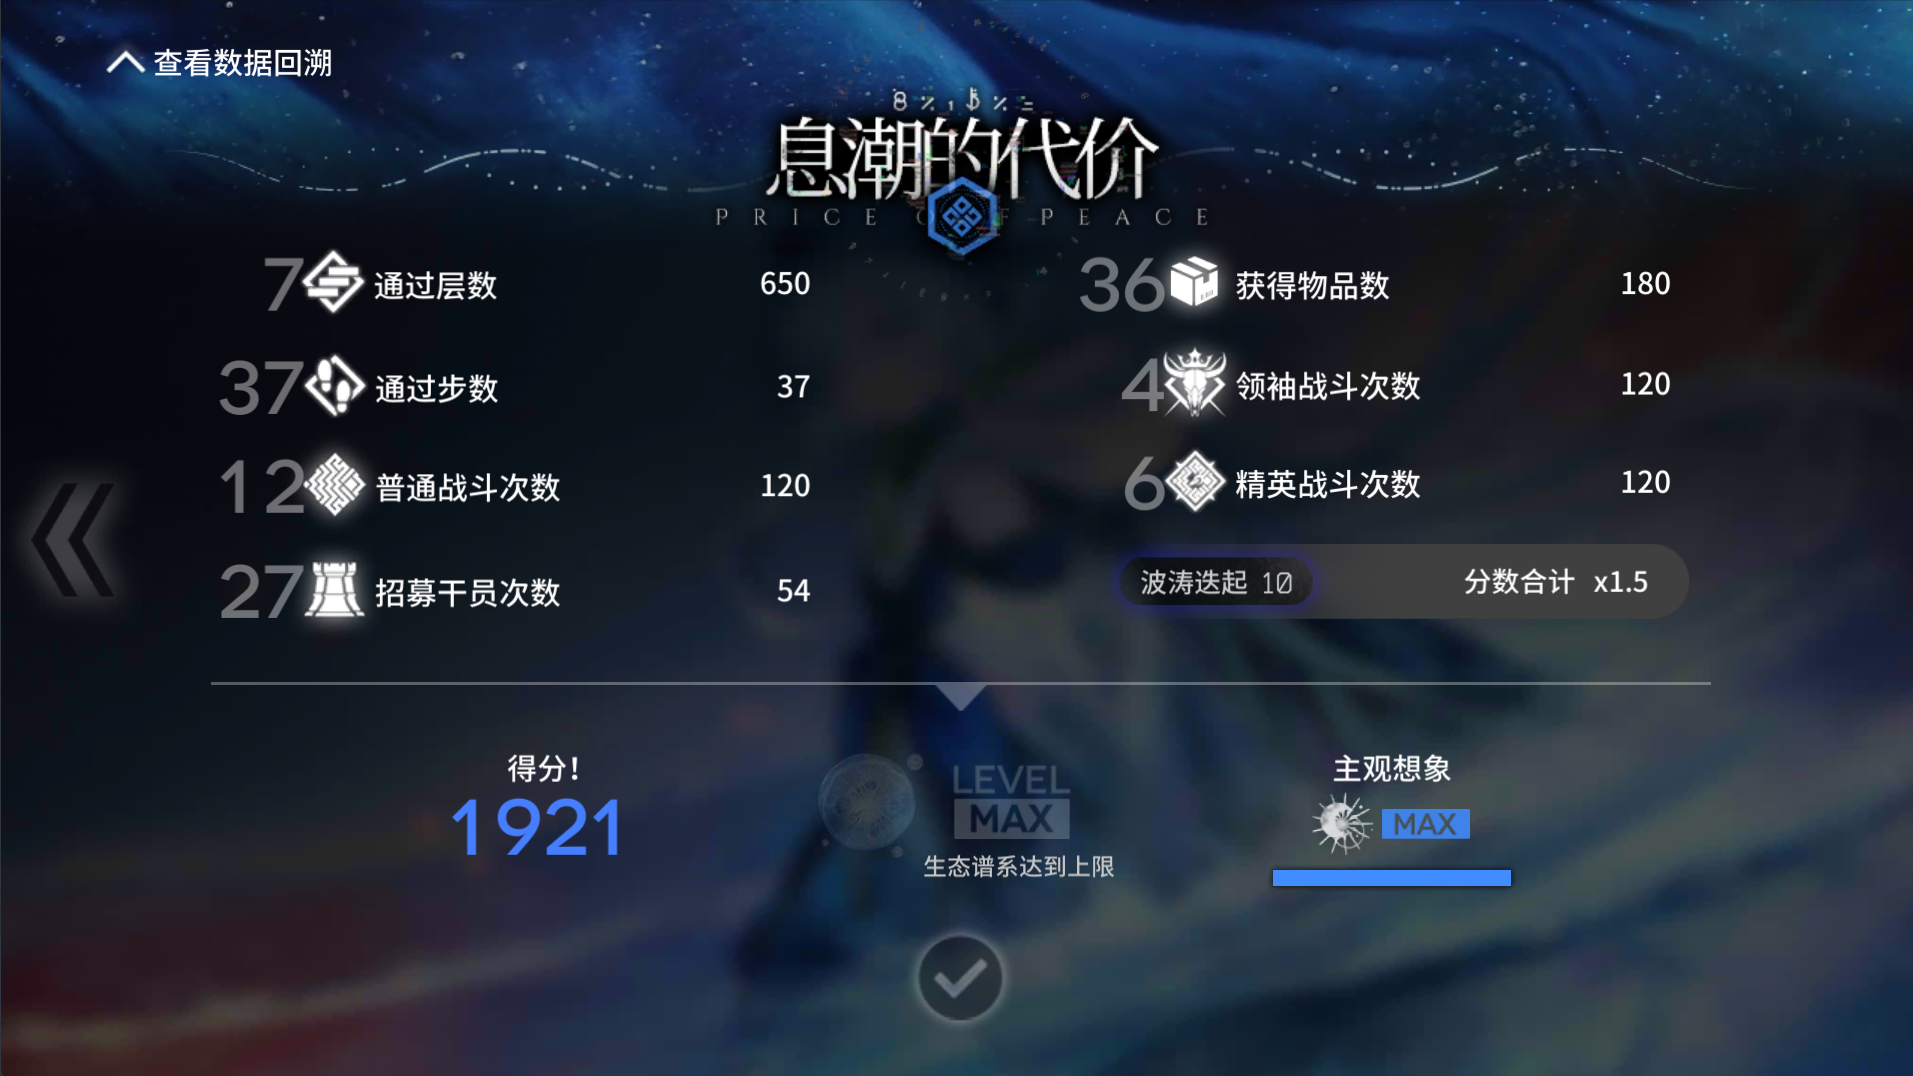 查看数据回溯
息潮的代价
PRICE OF PEACE
7 通过层数 650
36 获得物品数 180
37 通过步数 37
4 领袖战斗次数 120
12 普通战斗次数 120
6 精英战斗次数 120
27 招募干员次数 54
波涛迭起 10 分数合计 x1.5
得分!
1921
LEVEL
MAX
生态谱系达到上限
主观想象
MAX